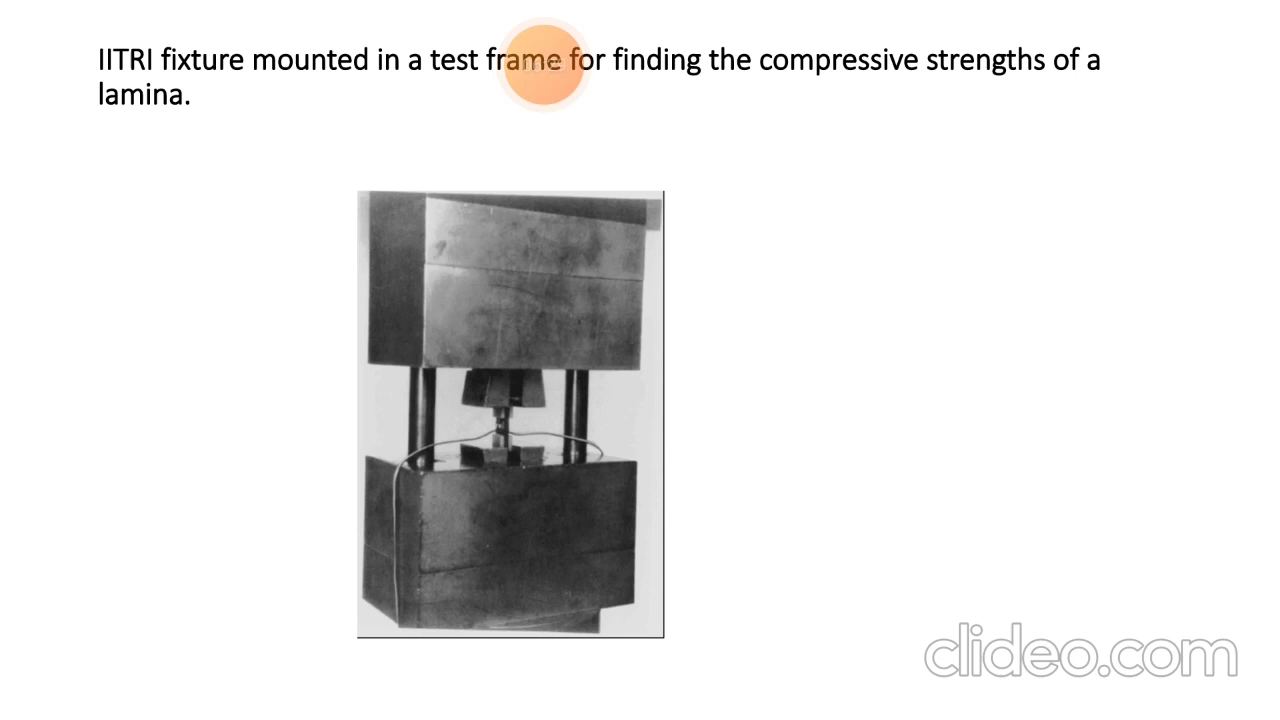 IITRI fixture mounted in a test frame for finding the compressive strengths of a
lamina.
clideo.com